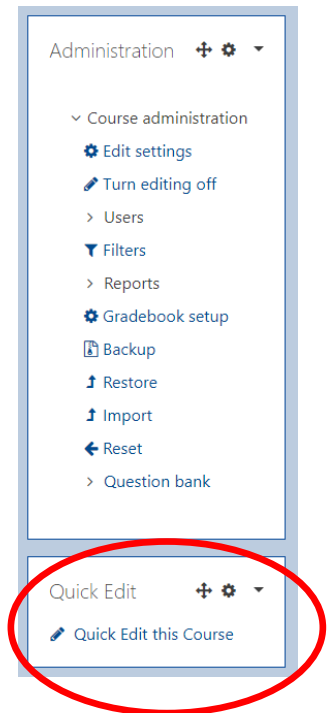 Administration
Course administration
Edit settings
Turn editing off
Users
Filters
Reports
Gradebook setup
Backup
Restore
Import
Reset
Question bank
Quick Edit
Quick Edit this Course